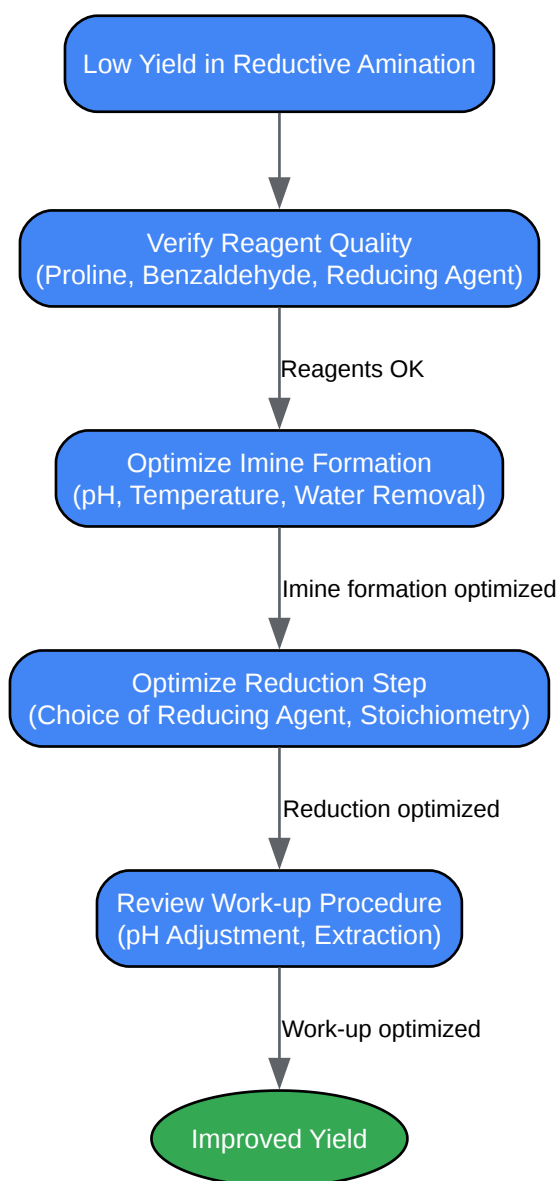 Low Yield in Reductive Amination
Verify Reagent Quality
(Proline, Benzaldehyde, Reducing Agent)
Reagents OK
Optimize Imine Formation
(pH, Temperature, Water Removal)
Imine formation optimized
Optimize Reduction Step
(Choice of Reducing Agent, Stoichiometry)
Reduction optimized
Review Work-up Procedure
(pH Adjustment, Extraction)
Work-up optimized
Improved Yield